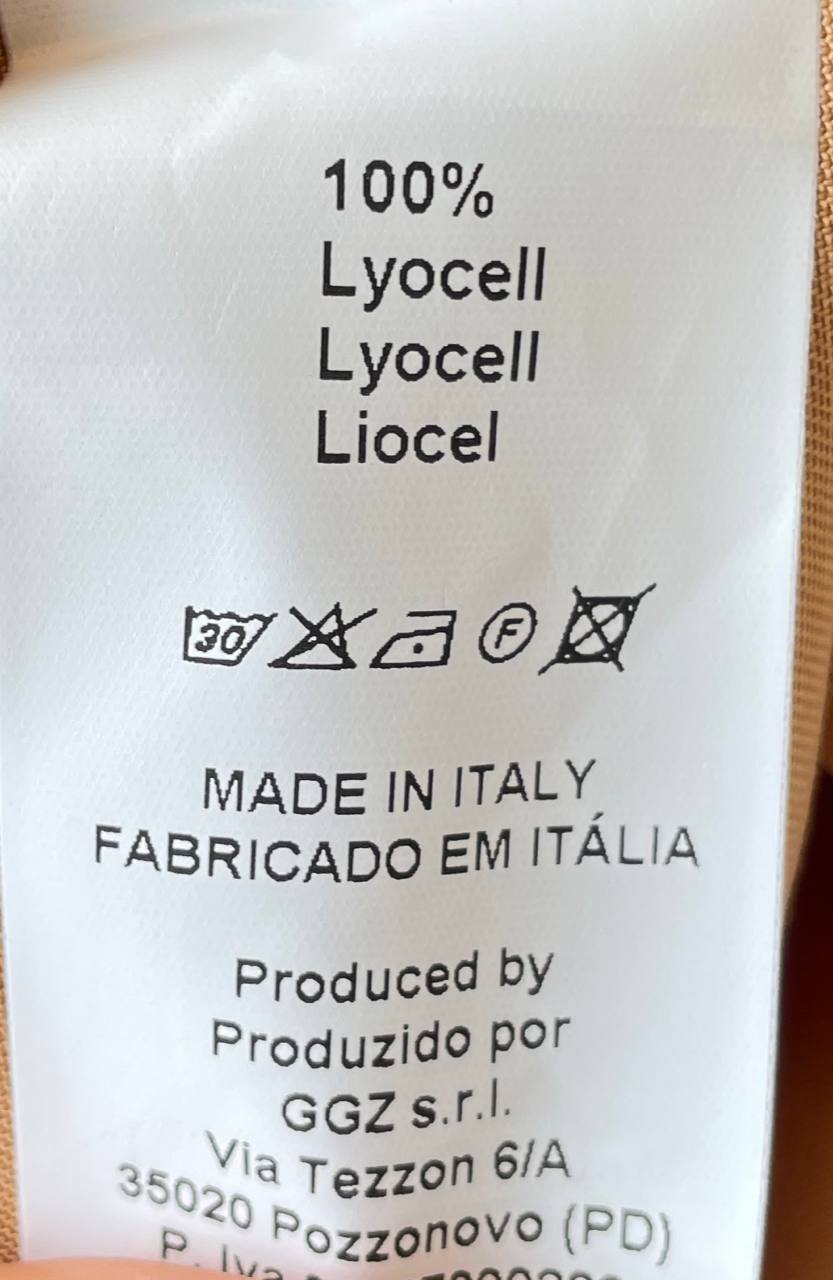 100%
Lyocell
Lyocell
Liocel
30 F
MADE IN ITALY
FABRICADO EM ITÁLIA
Produced by
Produzido por
GGZ s.r.l.
Via Tezzon 6/A
35020 Pozzonovo (PD)
P. Iva